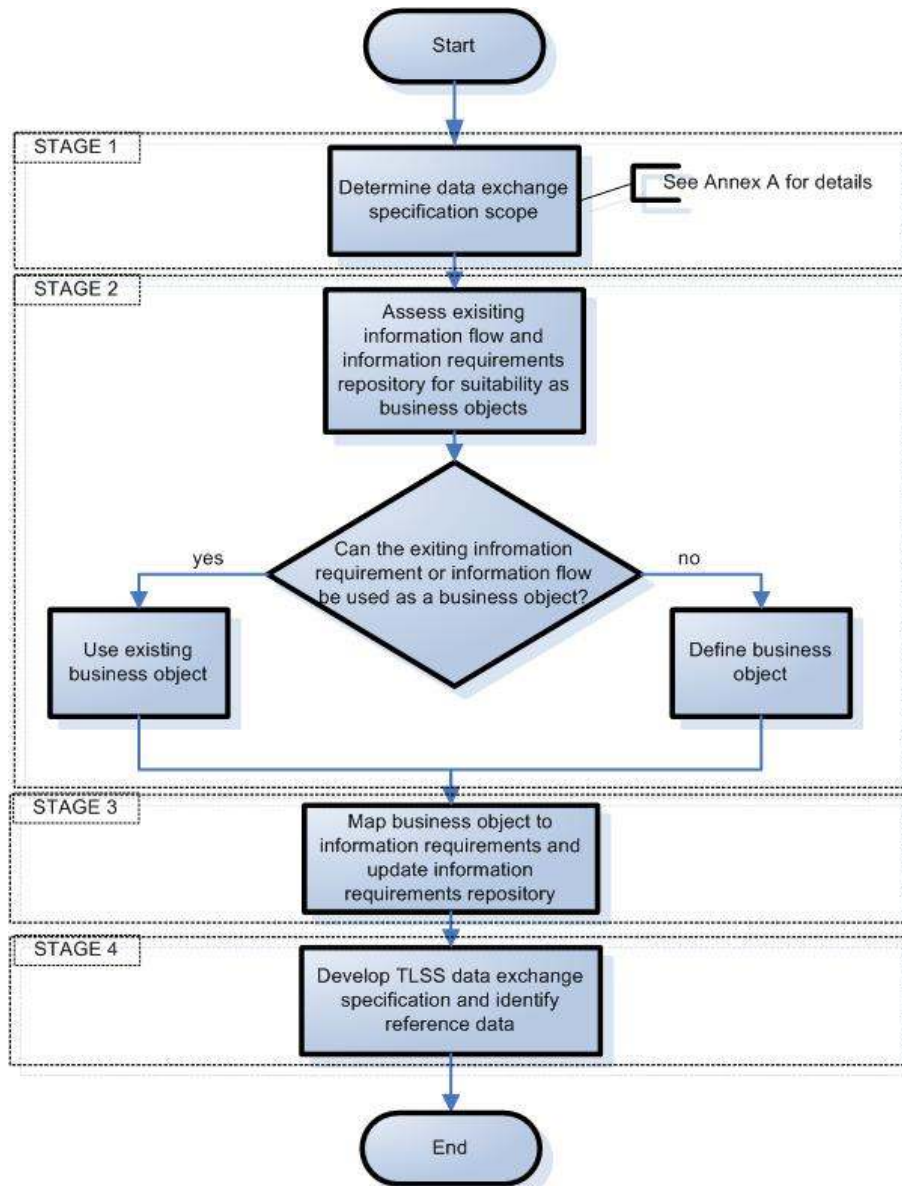 Start
STAGE 1
Determine data exchange
specification scope
See Annex A for details
STAGE 2
Assess exisiting
information flow and
information requirements
repository for suitability as
business objects
Can the exiting infromation
requirement or information flow
be used as a business object?
yes
no
Use existing
business object
Define business
object
STAGE 3
Map business object to
information requirements and
update information
requirements repository
STAGE 4
Develop TLSS data exchange
specification and identify
reference data
End